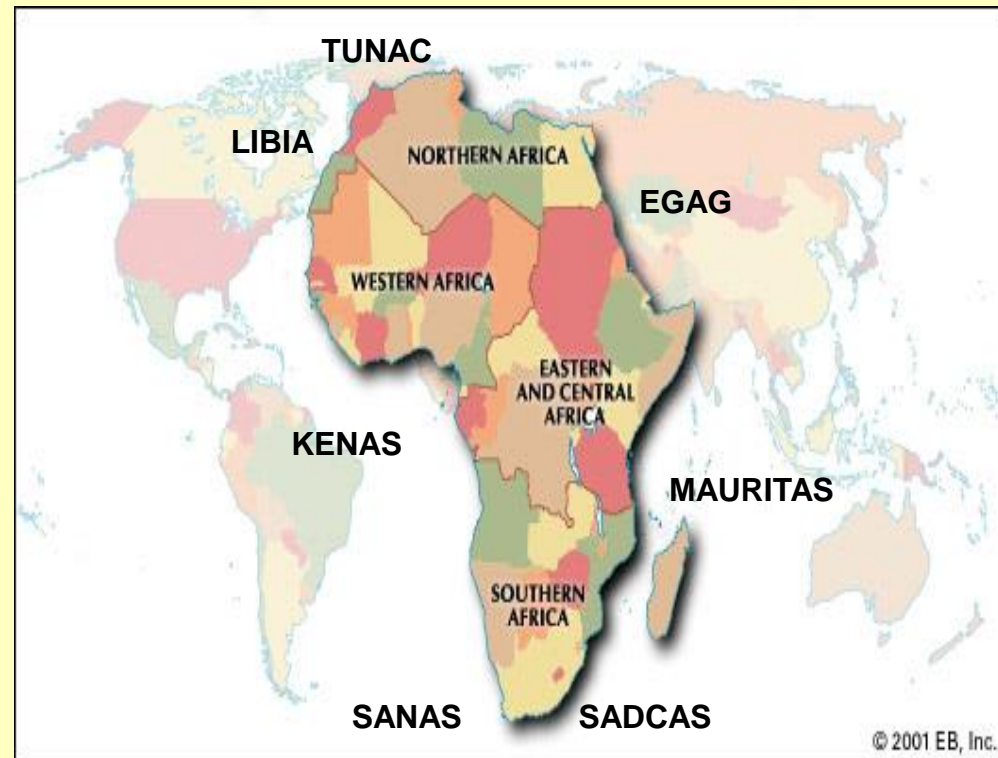 TUNAC
LIBIA
NORTHERN AFRICA
EGAG
WESTERN AFRICA
EASTERN
AND CENTRAL
AFRICA
KENAS
MAURITAS
SOUTHERN
AFRICA
SANAS
SADCAS
© 2001 EB, Inc.